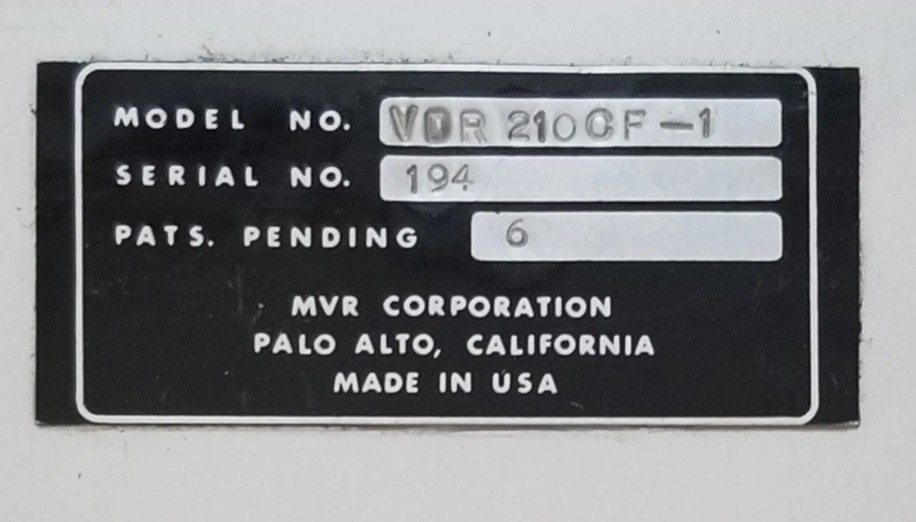 MODEL NO. VDR 210CF-1
SERIAL NO. 194
PATS. PENDING 6
MVR CORPORATION
PALO ALTO, CALIFORNIA
MADE IN USA